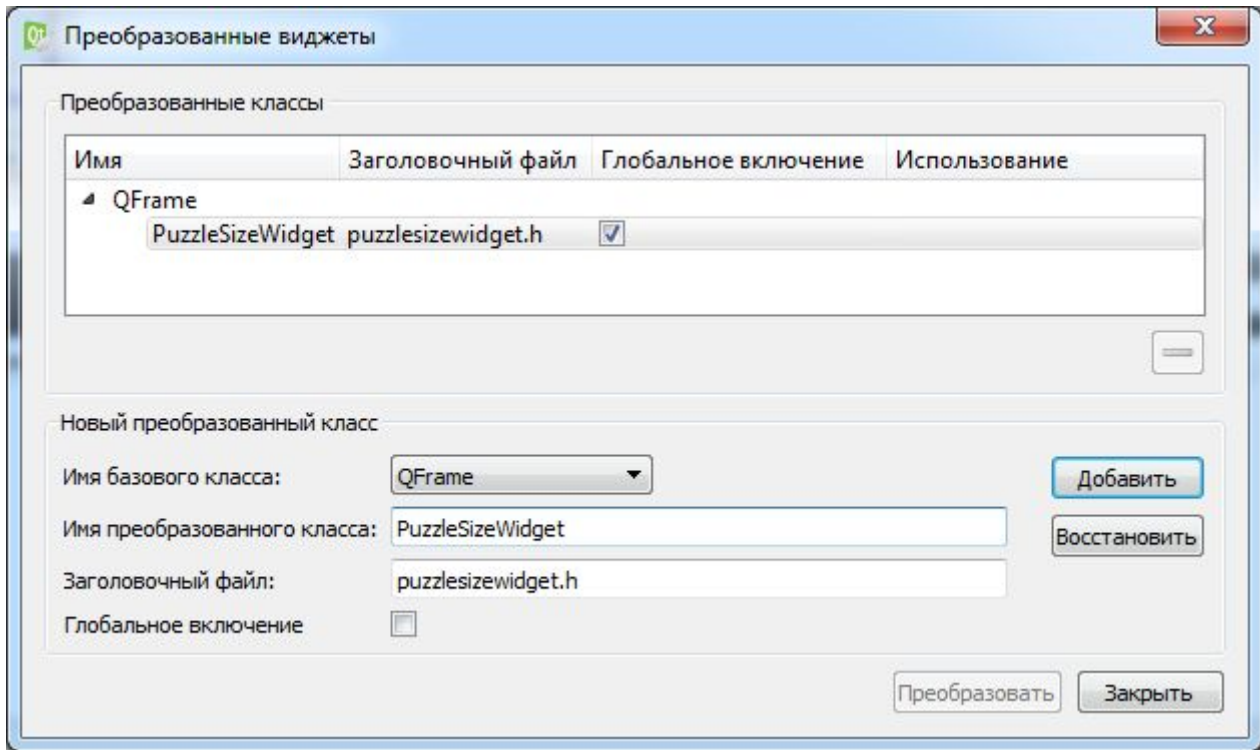 Преобразованные виджеты
Преобразованные классы
Имя Заголовочный файл Глобальное включение Использование
QFrame
PuzzleSizeWidget puzzlesizewidget.h
Новый преобразованный класс
Имя базового класса: QFrame Добавить
Имя преобразованного класса: PuzzleSizeWidget
Восстановить
Заголовочный файл: puzzlesizewidget.h
Глобальное включение
Преобразовать Закрыть